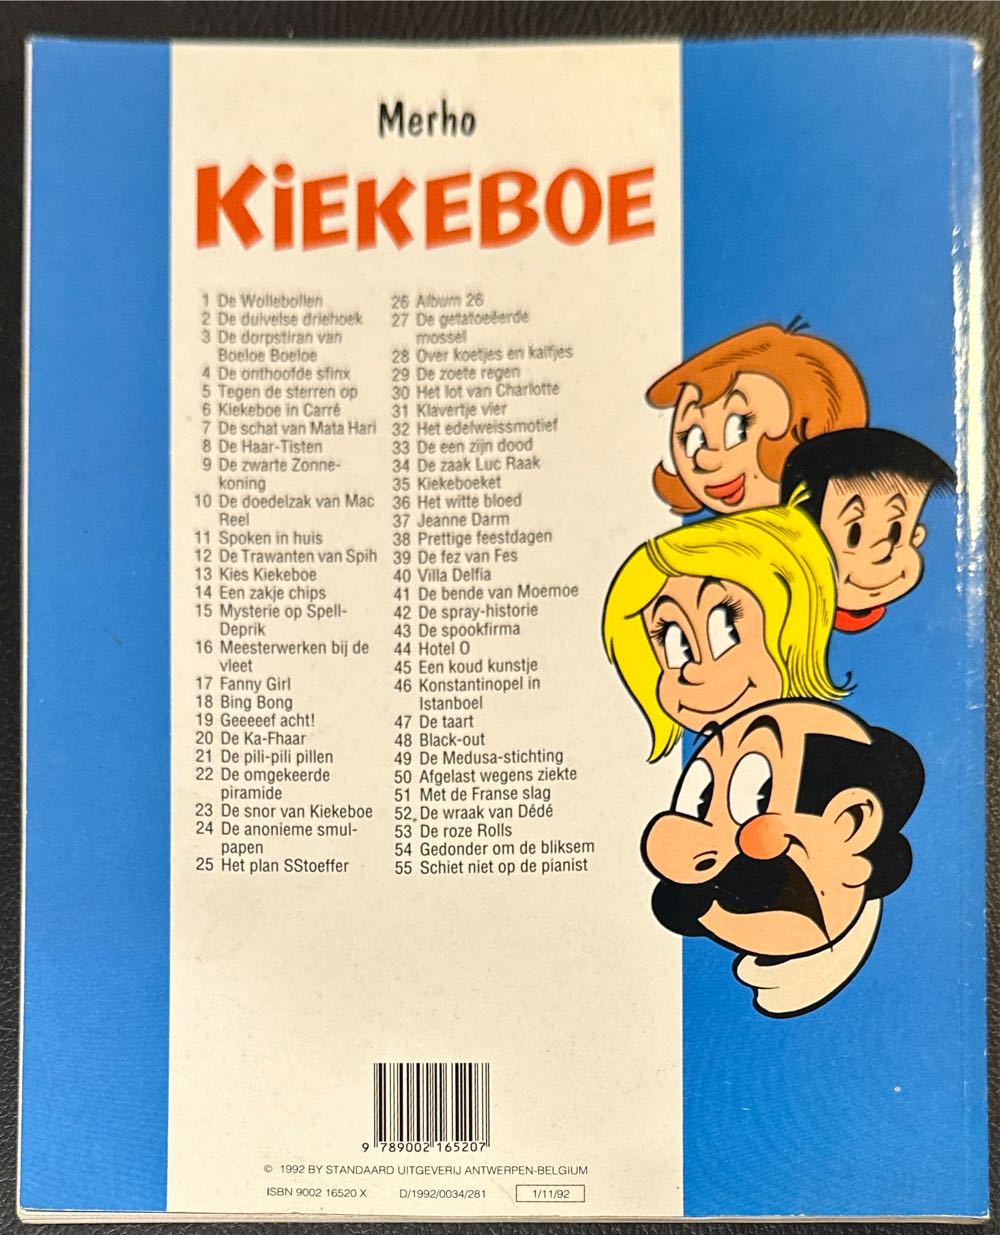 Merho
KiEKEBOE
1 De Wollebollen
2 De duivelse driehoek
3 De dorpstiran van
Boeloe Boeloe
4 De onthoofde sfinx
5 Tegen de sterren op
6 Kiekeboe in Carré
7 De schat van Mata Hari
8 De Haar-Tisten
9 De zwarte Zonne-
koning
10 De doedelzak van Mac
Reel
11 Spoken in huis
12 De Trawanten van Spih
13 Kies Kiekeboe
14 Een zakje chips
15 Mysterie op Spell-
Deprik
16 Meesterwerken bij de
vleet
17 Fanny Girl
18 Bing Bong
19 Geeeeef acht!
20 De Ka-Fhaar
21 De pili-pili pillen
22 De omgekeerde
piramide
23 De snor van Kiekeboe
24 De anonieme smul-
papen
25 Het plan SStoeffer
26 Album 26
27 De getatoeëerde
mossel
28 Over koetjes en kalfjes
29 De zoete regen
30 Het lot van Charlotte
31 Klavertje vier
32 Het edelweissmotief
33 De een zijn dood
34 De zaak Luc Raak
35 Kiekeboeket
36 Het witte bloed
37 Jeanne Darm
38 Prettige feestdagen
39 De fez van Fes
40 Villa Delfia
41 De bende van Moemoe
42 De spray-historie
43 De spookfirma
44 Hotel O
45 Een koud kunstje
46 Konstantinopel in
Istanboel
47 De taart
48 Black-out
49 De Medusa-stichting
50 Afgelast wegens ziekte
51 Met de Franse slag
52 De wraak van Dédé
53 De roze Rolls
54 Gedonder om de bliksem
55 Schiet niet op de pianist
9 789002 165207
© 1992 BY STANDAARD UITGEVERIJ ANTWERPEN-BELGIUM
ISBN 9002 16520 X D/1992/0034/281 1/11/92